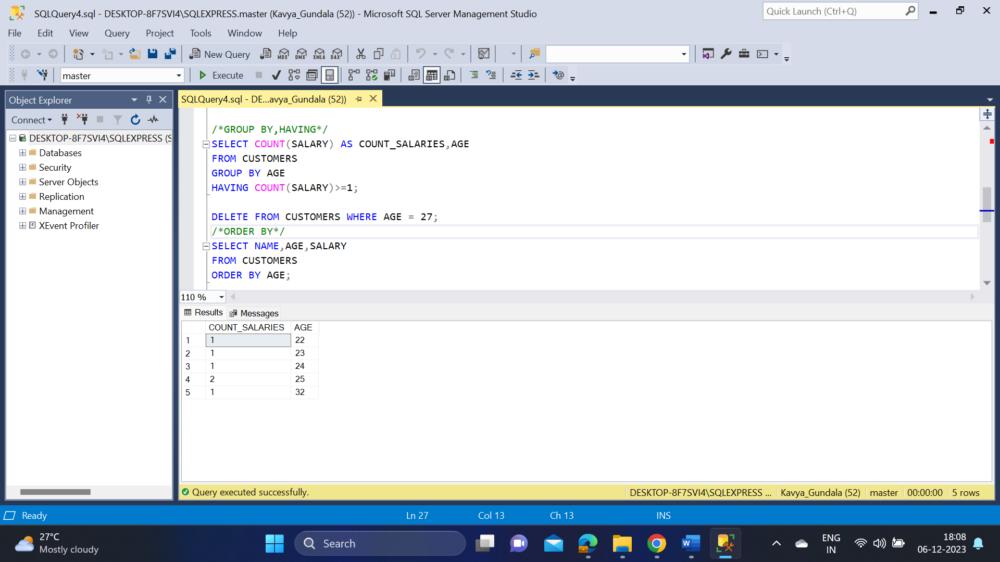 SQLQuery4.sql - DESKTOP-8F7SVI4\SQLEXPRESS.master (Kavya_Gundala (52)) - Microsoft SQL Server Management Studio
Quick Launch (Ctrl+Q)
File Edit View Query Project Tools Window Help
New Query MDX DMX XMLA DAX
master Execute
Object Explorer
SQLQuery4.sql - DE...avya_Gundala (52))
Connect
DESKTOP-8F7SVI4\SQLEXPRESS (S
Databases
Security
Server Objects
Replication
Management
XEvent Profiler
/*GROUP BY,HAVING*/
SELECT COUNT(SALARY) AS COUNT_SALARIES,AGE
FROM CUSTOMERS
GROUP BY AGE
HAVING COUNT(SALARY)>=1;
DELETE FROM CUSTOMERS WHERE AGE = 27;
/*ORDER BY*/
SELECT NAME,AGE,SALARY
FROM CUSTOMERS
ORDER BY AGE;
110 %
Results Messages
COUNT_SALARIES AGE
1 1 22
2 1 23
3 1 24
4 2 25
5 1 32
Query executed successfully. DESKTOP-8F7SVI4\SQLEXPRESS ... Kavya_Gundala (52) master 00:00:00 5 rows
Ready Ln 27 Col 13 Ch 13 INS
27°C
Mostly cloudy
Search
ENG
IN
18:08
06-12-2023